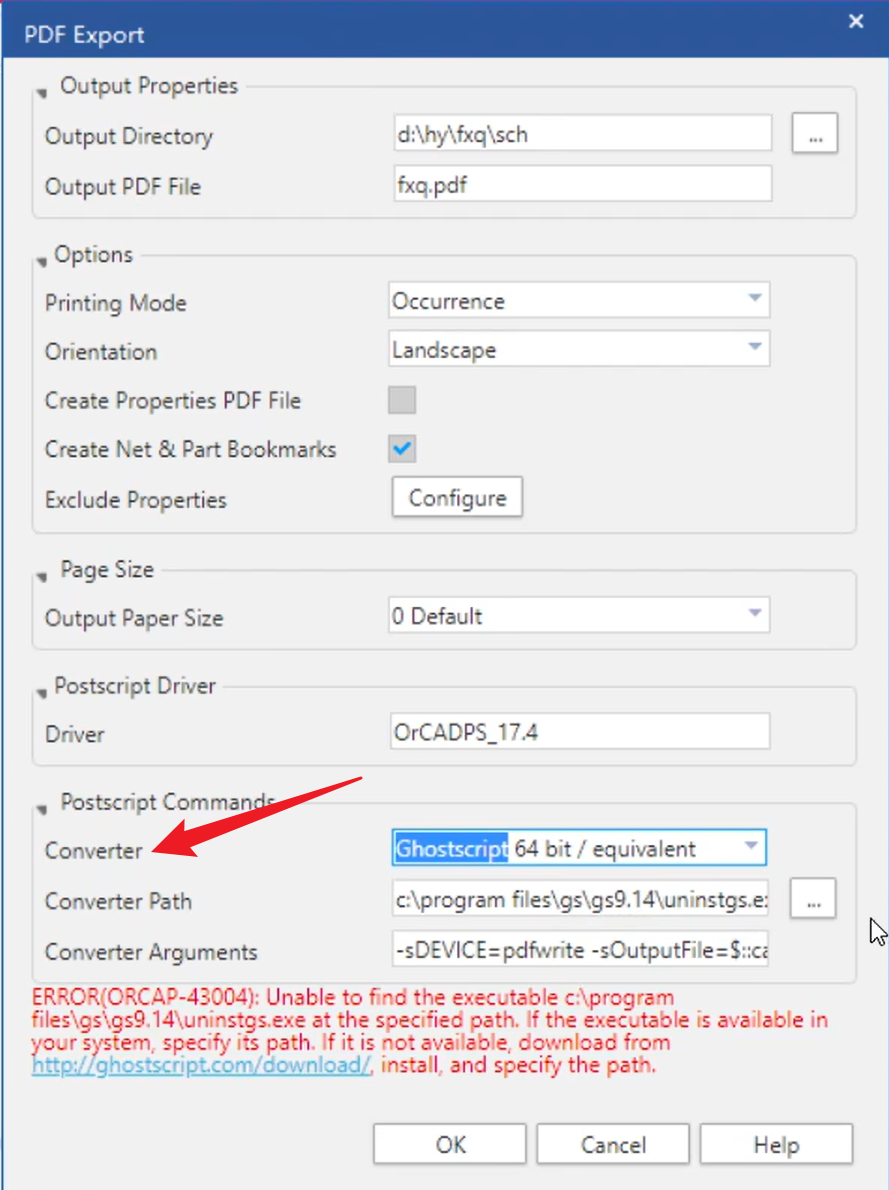 PDF Export
Output Properties
Output Directory d:\hy\fxq\sch ...
Output PDF File fxq.pdf
Options
Printing Mode Occurrence
Orientation Landscape
Create Properties PDF File
Create Net & Part Bookmarks
Exclude Properties Configure
Page Size
Output Paper Size 0 Default
Postscript Driver
Driver OrCADPS_17.4
Postscript Commands
Converter Ghostscript 64 bit / equivalent
Converter Path c:\program files\gs\gs9.14\uninstgs.e ...
Converter Arguments -sDEVICE=pdfwrite -sOutputFile=$::ca
ERROR(ORCAP-43004): Unable to find the executable c:\program
files\gs\gs9.14\uninstgs.exe at the specified path. If the executable is available in
your system, specify its path. If it is not available, download from
http://ghostscript.com/download/, install, and specify the path.
OK Cancel Help